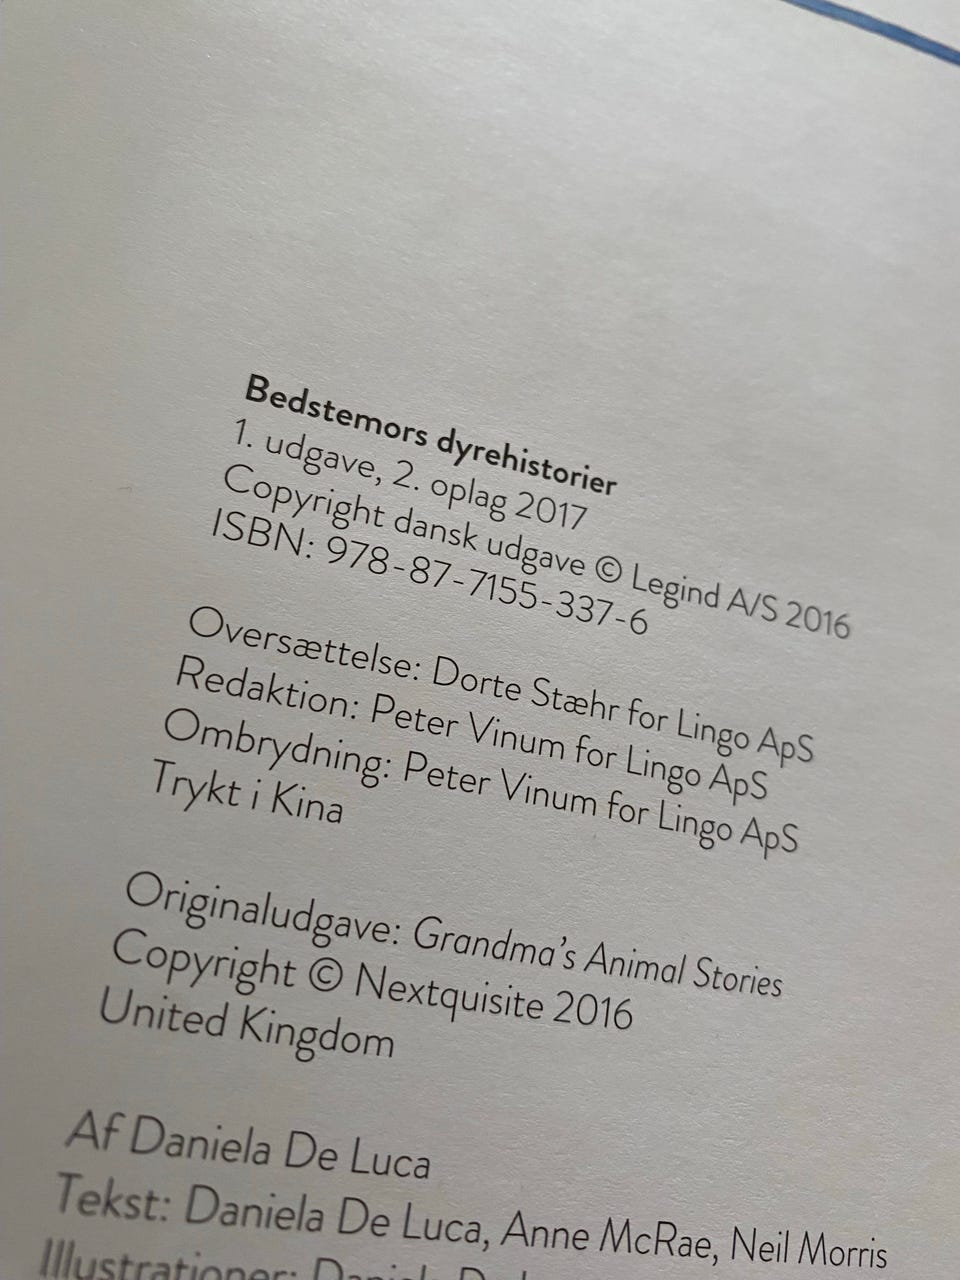 Bedstemors dyrehistorier
1. udgave, 2. oplag 2017
Copyright dansk udgave © Legind A/S 2016
ISBN: 978-87-7155-337-6
Oversættelse: Dorte Stæhr for Lingo ApS
Redaktion: Peter Vinum for Lingo ApS
Ombrydning: Peter Vinum for Lingo ApS
Trykt i Kina
Originaludgave: Grandma's Animal Stories
Copyright © Nextquisite 2016
United Kingdom
Af Daniela De Luca
Tekst: Daniela De Luca, Anne McRae, Neil Morris
Illustrationer: